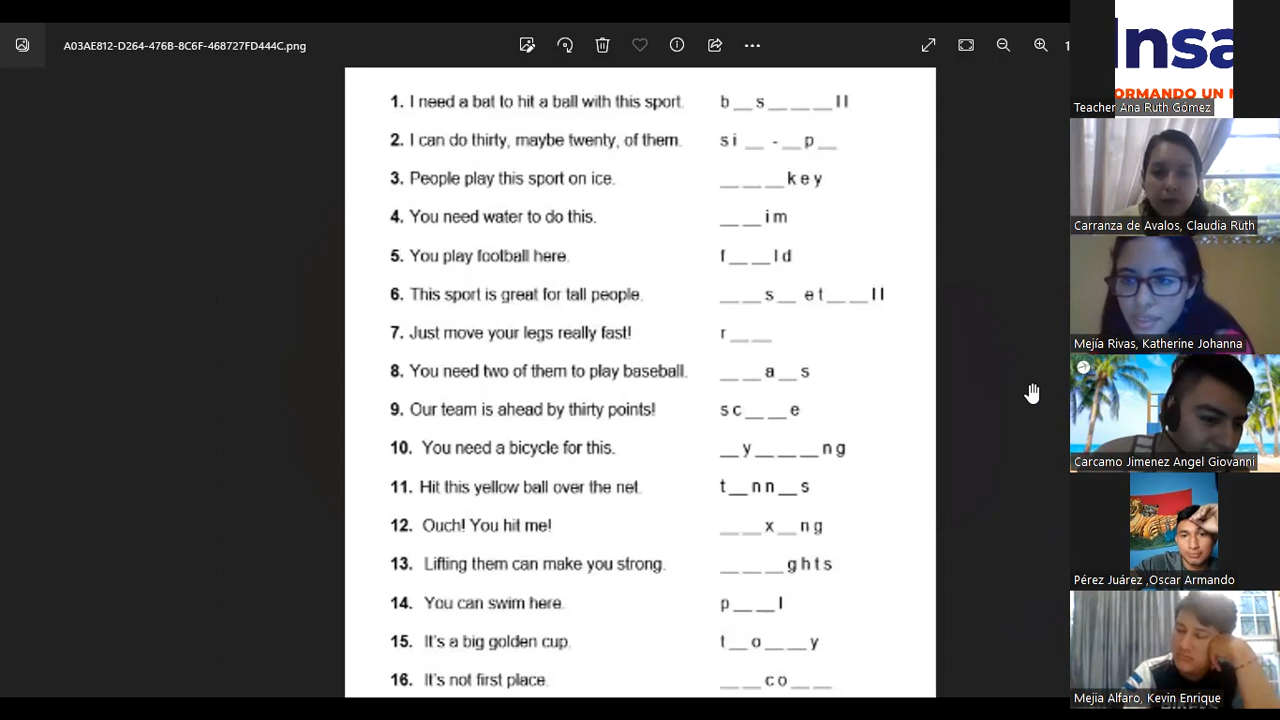 A03AE812-D264-476B-8C6F-468727FD444C.png
1. I need a bat to hit a ball with this sport. b __ s __ __ __ l l
2. I can do thirty, maybe twenty, of them. s i __ - __ p __
3. People play this sport on ice. __ __ __ k e y
4. You need water to do this. __ __ i m
5. You play football here. f __ __ l d
6. This sport is great for tall people. __ __ s __ e t __ __ l l
7. Just move your legs really fast! r __ __
8. You need two of them to play baseball. __ __ a __ s
9. Our team is ahead by thirty points! s c __ __ e
10. You need a bicycle for this. __ y __ __ __ n g
11. Hit this yellow ball over the net. t __ n n __ s
12. Ouch! You hit me! __ __ x __ n g
13. Lifting them can make you strong. __ __ __ g h t s
14. You can swim here. p __ __ l
15. It's a big golden cup. t __ o __ __ y
16. It's not first place. __ __ c o __ __
Insa
ORMANDO UN
Teacher Ana Ruth Gómez
Carranza de Avalos, Claudia Ruth
Mejía Rivas, Katherine Johanna
Carcamo Jimenez Angel Giovanni
Pérez Juárez ,Oscar Armando
Mejia Alfaro, Kevin Enrique